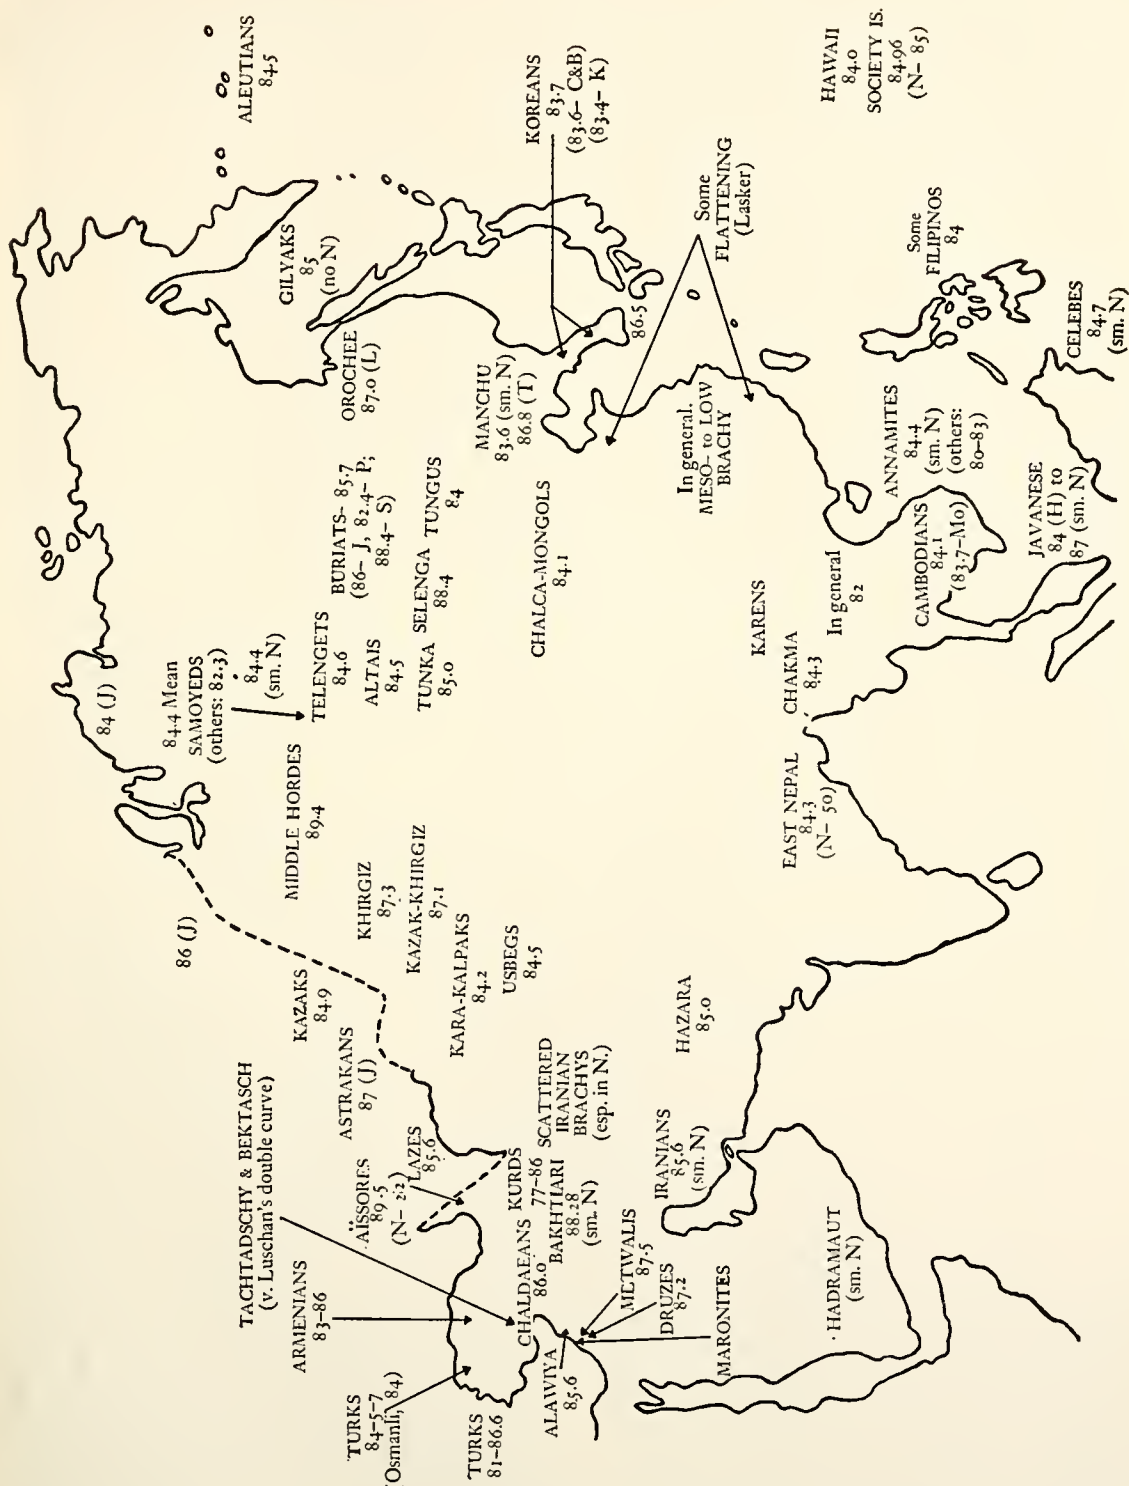 ALEUTIANS
84.5
KOREANS
83.7
(83.6– C&B)
(83.4– K)
HAWAII
84.0
SOCIETY IS.
84.96
(N– 85)
GILYAKS
85
(no N)
Some
FLATTENING
(Lasker)
Some
FILIPINOS
84
OROCHEE
87.0 (L)
MANCHU
83.6 (sm. N)
86.8 (T)
86.5
In general.
MESO– to LOW
BRACHY
CELEBES
84.7
(sm. N)
BURIATS– 85.7
(86– J, 82.4– P;
88.4– S)
TUNGUS
84
ANNAMITES
84.4
(sm. N)
(others:
80–83)
SELENGA
88.4
CHALCA-MONGOLS
84.1
JAVANESE
84 (H) to
87 (sm. N)
84 (J)
84.4 Mean
SAMOYEDS
(others: 82.3)
84.4
(sm. N)
TELENGETS
84.6
ALTAIS
84.5
TUNKA
85.0
KARENS
In general
82
CAMBODIANS
84.1
(83.7–Mo)
CHAKMA
84.3
MIDDLE HORDES
89.4
EAST NEPAL
84.3
(N– 50)
86 (J)
KHIRGIZ
87.3
KAZAK-KHIRGIZ
87.1
KARA-KALPAKS
84.2
USBEGS
84.5
KAZAKS
84.9
HAZARA
85.0
ASTRAKANS
87 (J)
SCATTERED
IRANIAN
BRACHYS
(esp. in N.)
TACHTADSCHY & BEKTASCH
(v. Luschan's double curve)
AÏSSORES
89.5
(N– 22)
LAZES
85.6
KURDS
77–86
BAKHTIARI
88.28
(sm. N)
IRANIANS
85.6
(sm. N)
ARMENIANS
83–86
CHALDAEANS
86.0
METWALIS
87.5
DRUZES
87.2
MARONITES
HADRAMAUT
(sm. N)
TURKS
84–5–7
(Osmanli, 84)
TURKS
81–86.6
ALAWIYA
85.6